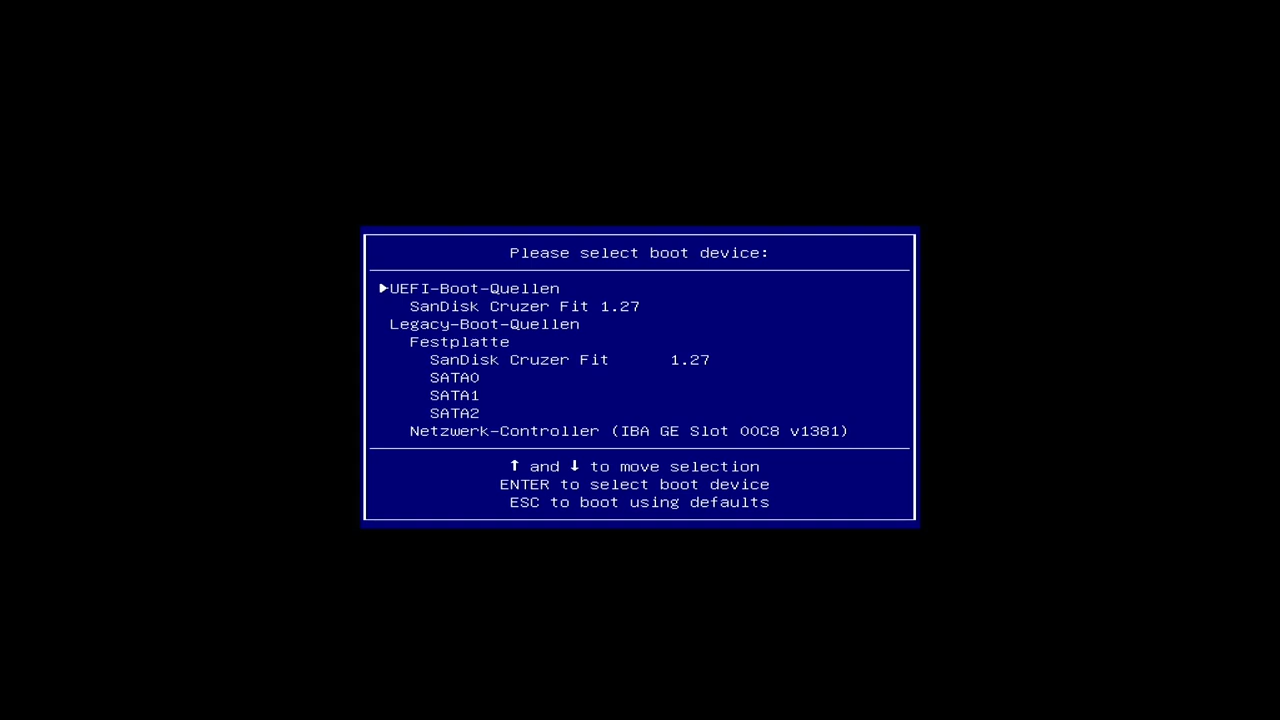 Please select boot device:
▶UEFI-Boot-Quellen
SanDisk Cruzer Fit 1.27
Legacy-Boot-Quellen
Festplatte
SanDisk Cruzer Fit 1.27
SATA0
SATA1
SATA2
Netzwerk-Controller (IBA GE Slot 00C8 v1381)
↑ and ↓ to move selection
ENTER to select boot device
ESC to boot using defaults